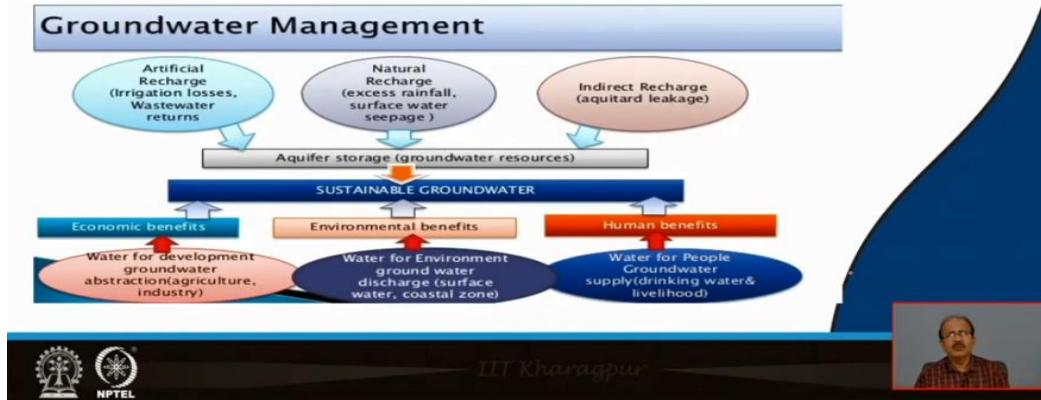 Groundwater Management
Artificial
Recharge
(Irrigation losses,
Wastewater
returns
Natural
Recharge
(excess rainfall,
surface water
seepage )
Indirect Recharge
(aquitard leakage)
Aquifer storage (groundwater resources)
SUSTAINABLE GROUNDWATER
Economic benefits
Environmental benefits
Human benefits
Water for development
groundwater
abstraction(agriculture,
industry)
Water for Environment
ground water
discharge (surface
water, coastal zone)
Water for People
Groundwater
supply(drinking water&
livelihood)
NPTEL
IIT Kharagpur